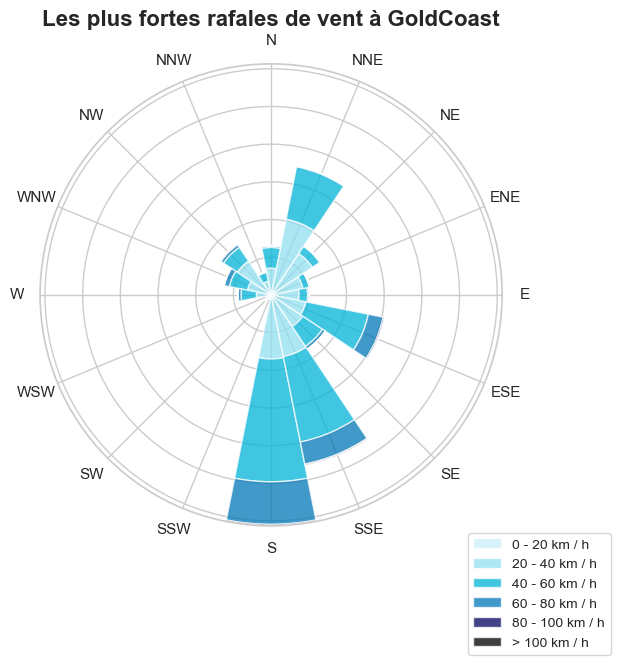 Les plus fortes rafales de vent à GoldCoast
N
NNW
NNE
NW
NE
WNW
ENE
W
E
WSW
ESE
SW
SE
SSW
SSE
S
0 - 20 km / h
20 - 40 km / h
40 - 60 km / h
60 - 80 km / h
80 - 100 km / h
> 100 km / h